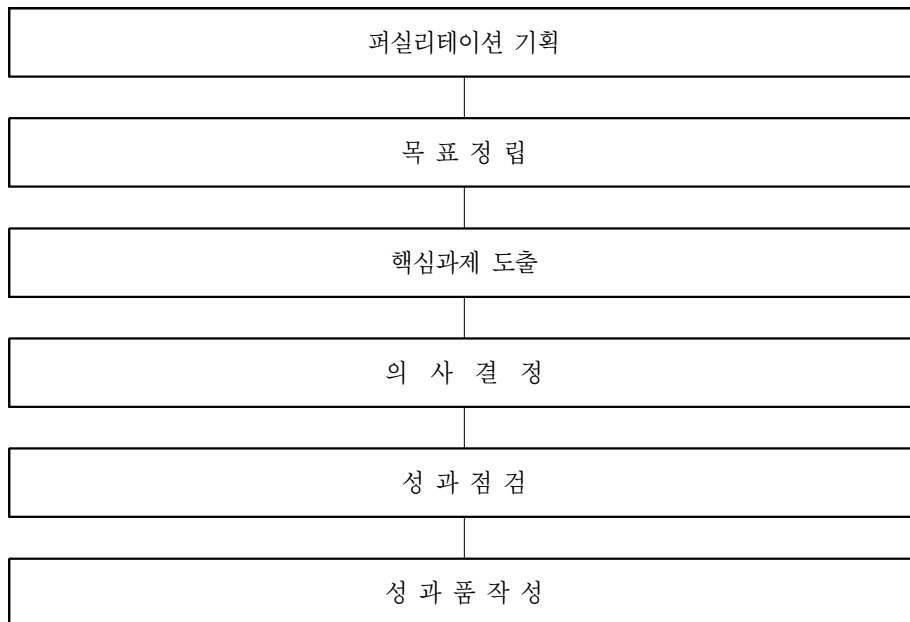 퍼실리테이션 기획
목 표 정 립
핵심과제 도출
의 사 결 정
성 과 점 검
성 과 품 작 성